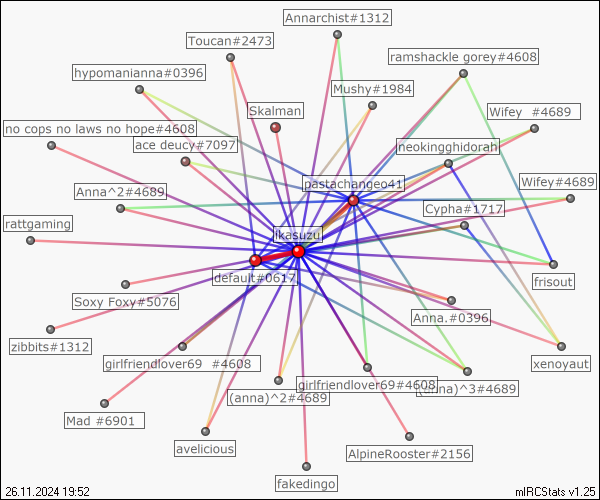 Annarchist#1312
Toucan#2473
ramshackle gorey#4608
hypomanianna#0396
Mushy#1984
Skalman
Wifey  #4689
no cops no laws no hope#4608
ace deucy#7097
neokingghidorah
pastachangeo41
Wifey#4689
Anna^2#4689
Cypha#1717
rattgaming
ikasuzu
default#0617
frisout
Soxy Foxy#5076
Anna.#0396
zibbits#1312
girlfriendlover69  #4608
xenoyaut
girlfriendlover69#4608
(anna)^3#4689
(anna)^2#4689
Mad #6901
avelicious
AlpineRooster#2156
fakedingo
26.11.2024 19:52
mIRCStats v1.25